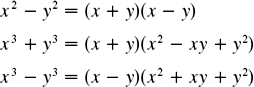 x² − y² = (x + y)(x − y)
x³ + y³ = (x + y)(x² − xy + y²)
x³ − y³ = (x − y)(x² + xy + y²)